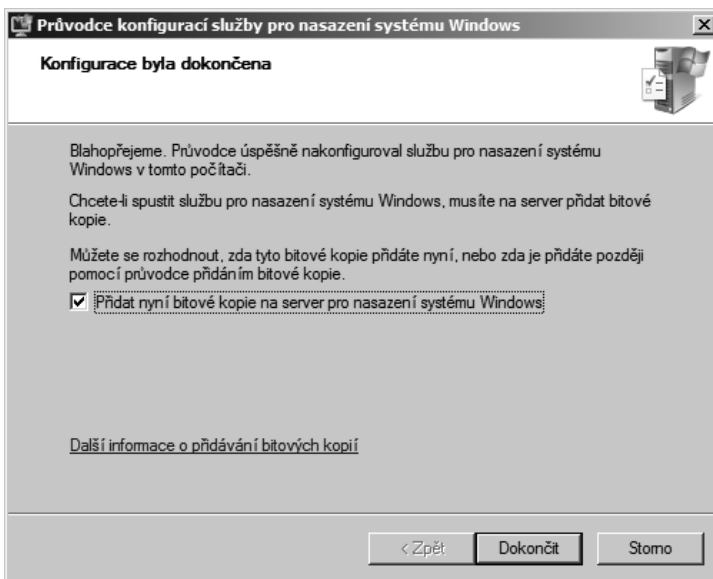 Průvodce konfigurací služby pro nasazení systému Windows
Konfigurace byla dokončena
Blahopřejeme. Průvodce úspěšně nakonfiguroval službu pro nasazení systému
Windows v tomto počítači.
Chcete-li spustit službu pro nasazení systému Windows, musíte na server přidat bitové
kopie.
Můžete se rozhodnout, zda tyto bitové kopie přidáte nyní, nebo zda je přidáte později
pomocí průvodce přidáním bitové kopie.
Přidat nyní bitové kopie na server pro nasazení systému Windows
Další informace o přidávání bitových kopií
< Zpět
Dokončit
Storno